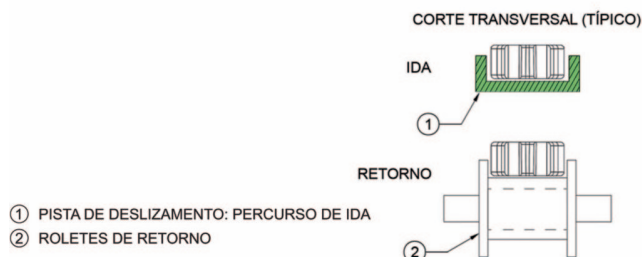 CORTE TRANSVERSAL (TÍPICO)
IDA
1
RETORNO
1 PISTA DE DESLIZAMENTO: PERCURSO DE IDA
2 ROLETES DE RETORNO
2